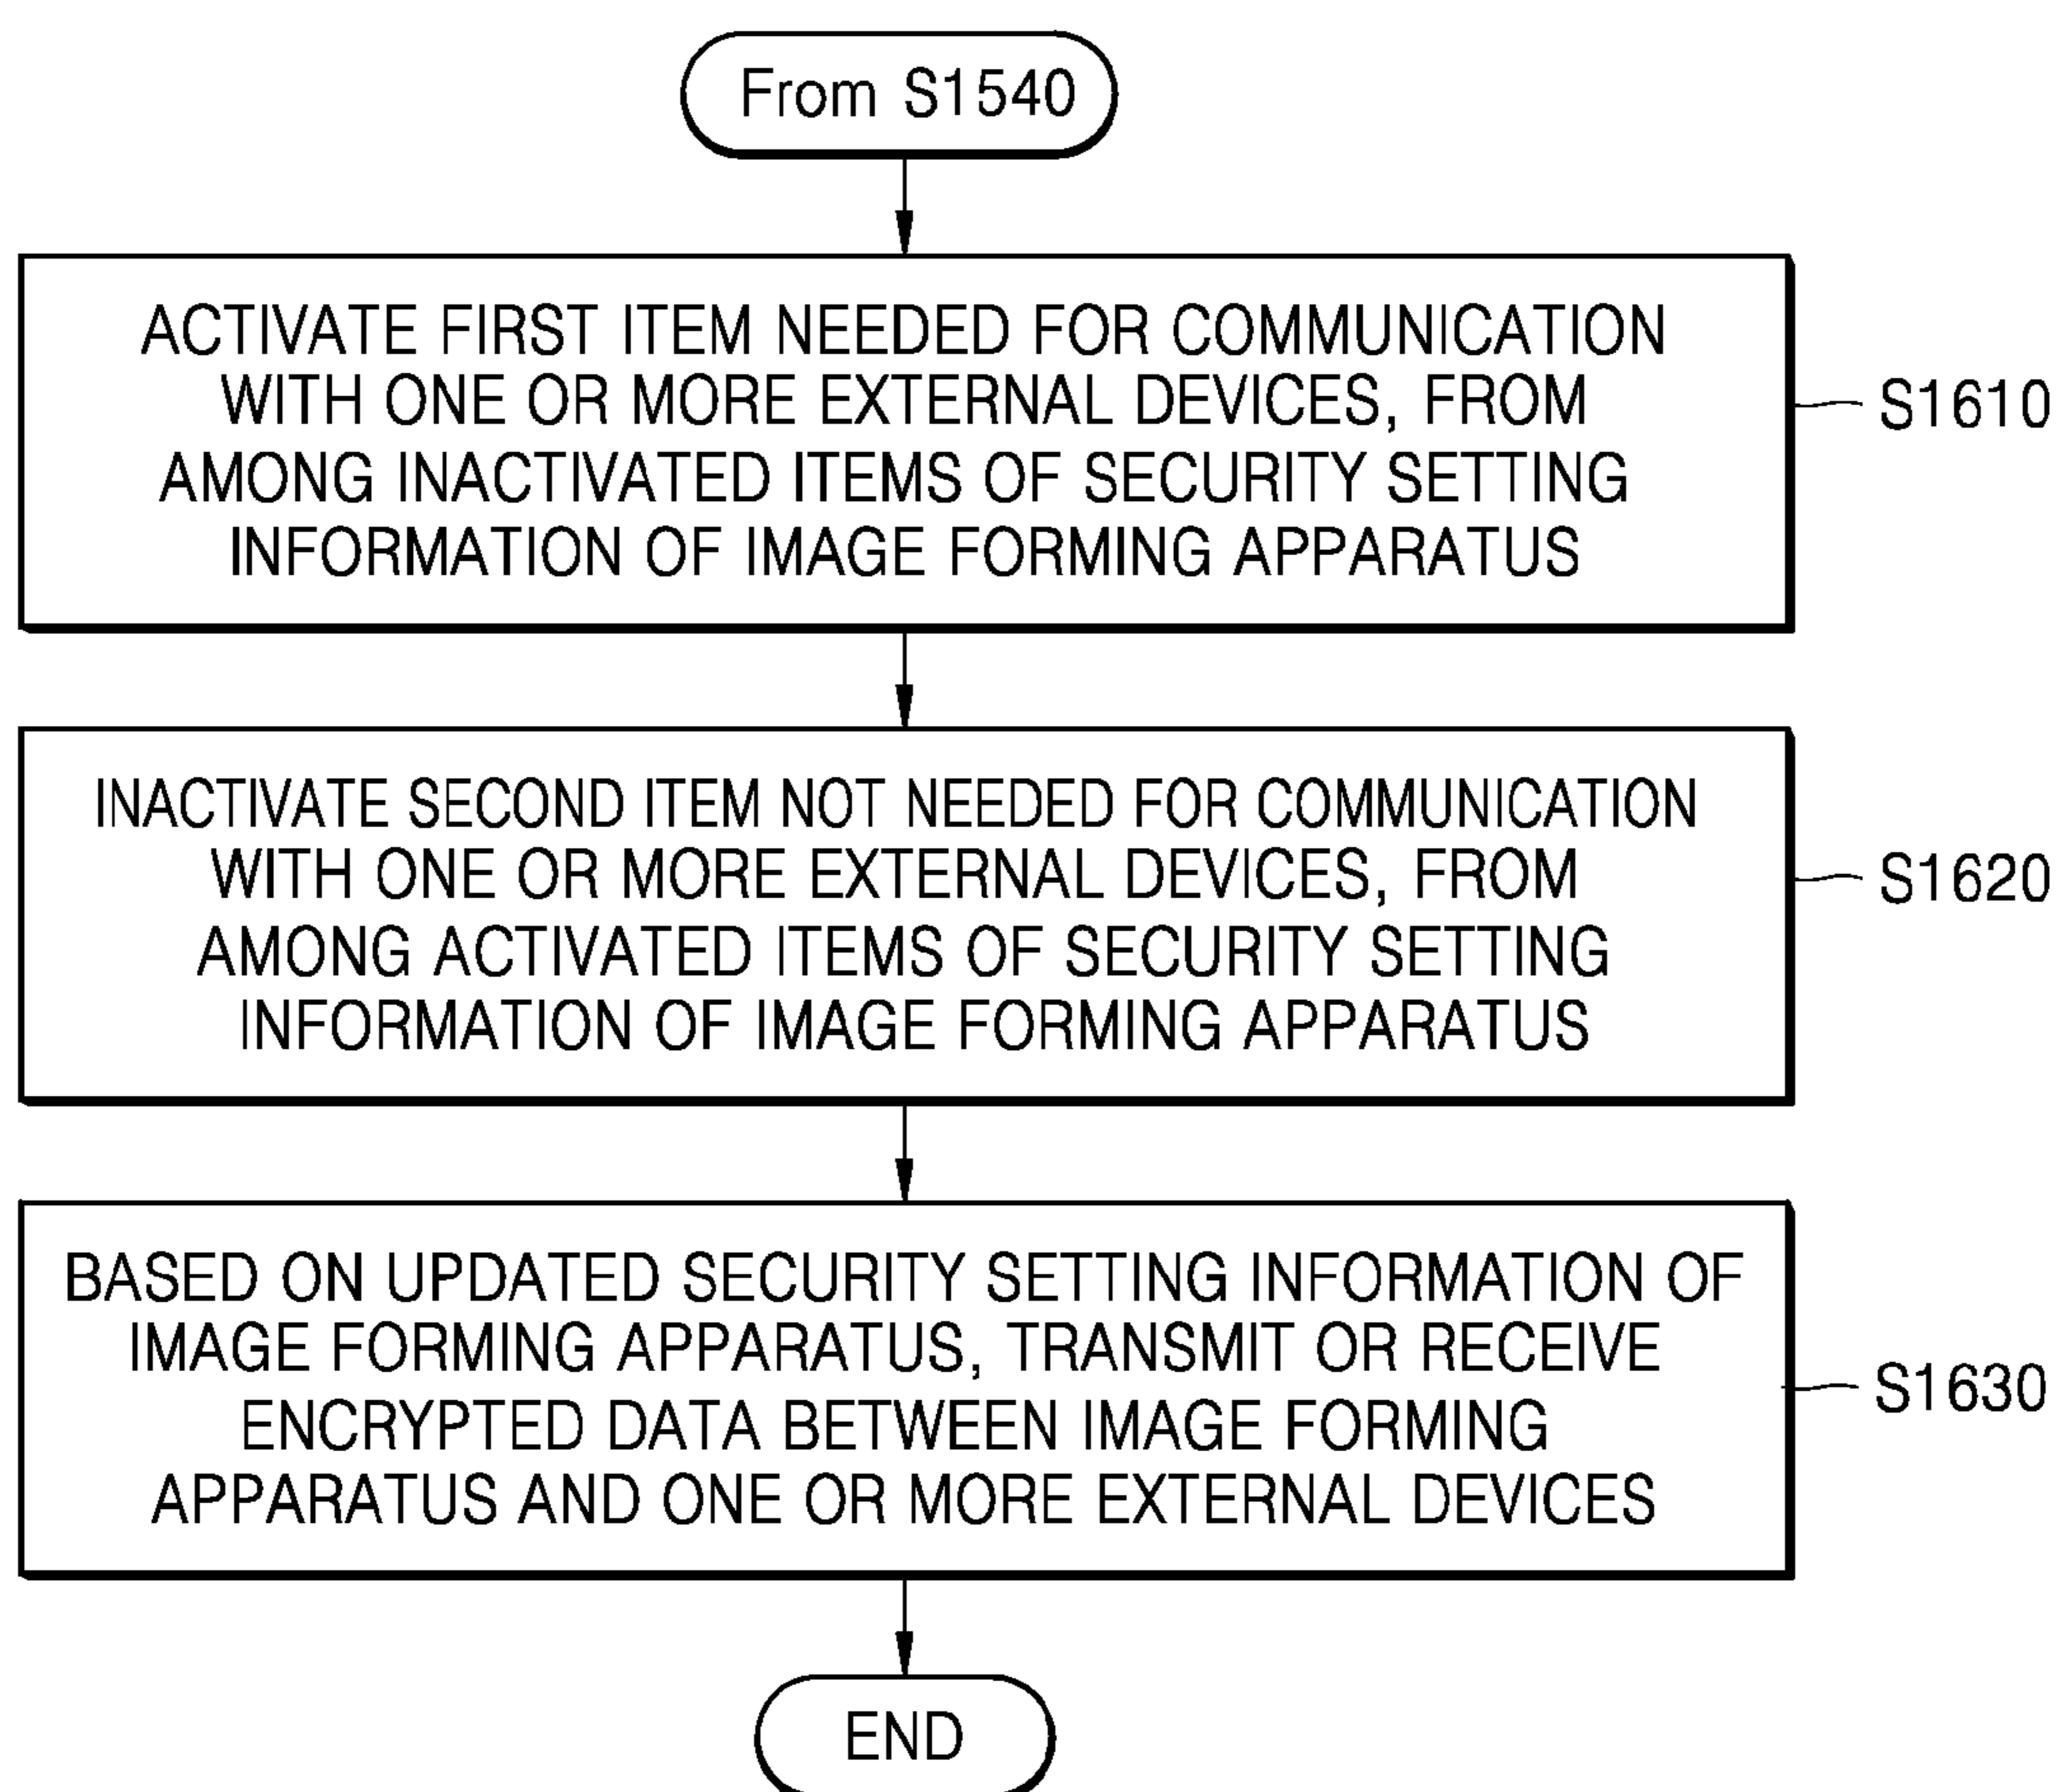 From S1540
ACTIVATE FIRST ITEM NEEDED FOR COMMUNICATION
WITH ONE OR MORE EXTERNAL DEVICES, FROM
AMONG INACTIVATED ITEMS OF SECURITY SETTING
INFORMATION OF IMAGE FORMING APPARATUS
S1610
INACTIVATE SECOND ITEM NOT NEEDED FOR COMMUNICATION
WITH ONE OR MORE EXTERNAL DEVICES, FROM
AMONG ACTIVATED ITEMS OF SECURITY SETTING
INFORMATION OF IMAGE FORMING APPARATUS
S1620
BASED ON UPDATED SECURITY SETTING INFORMATION OF
IMAGE FORMING APPARATUS, TRANSMIT OR RECEIVE
ENCRYPTED DATA BETWEEN IMAGE FORMING
APPARATUS AND ONE OR MORE EXTERNAL DEVICES
S1630
END